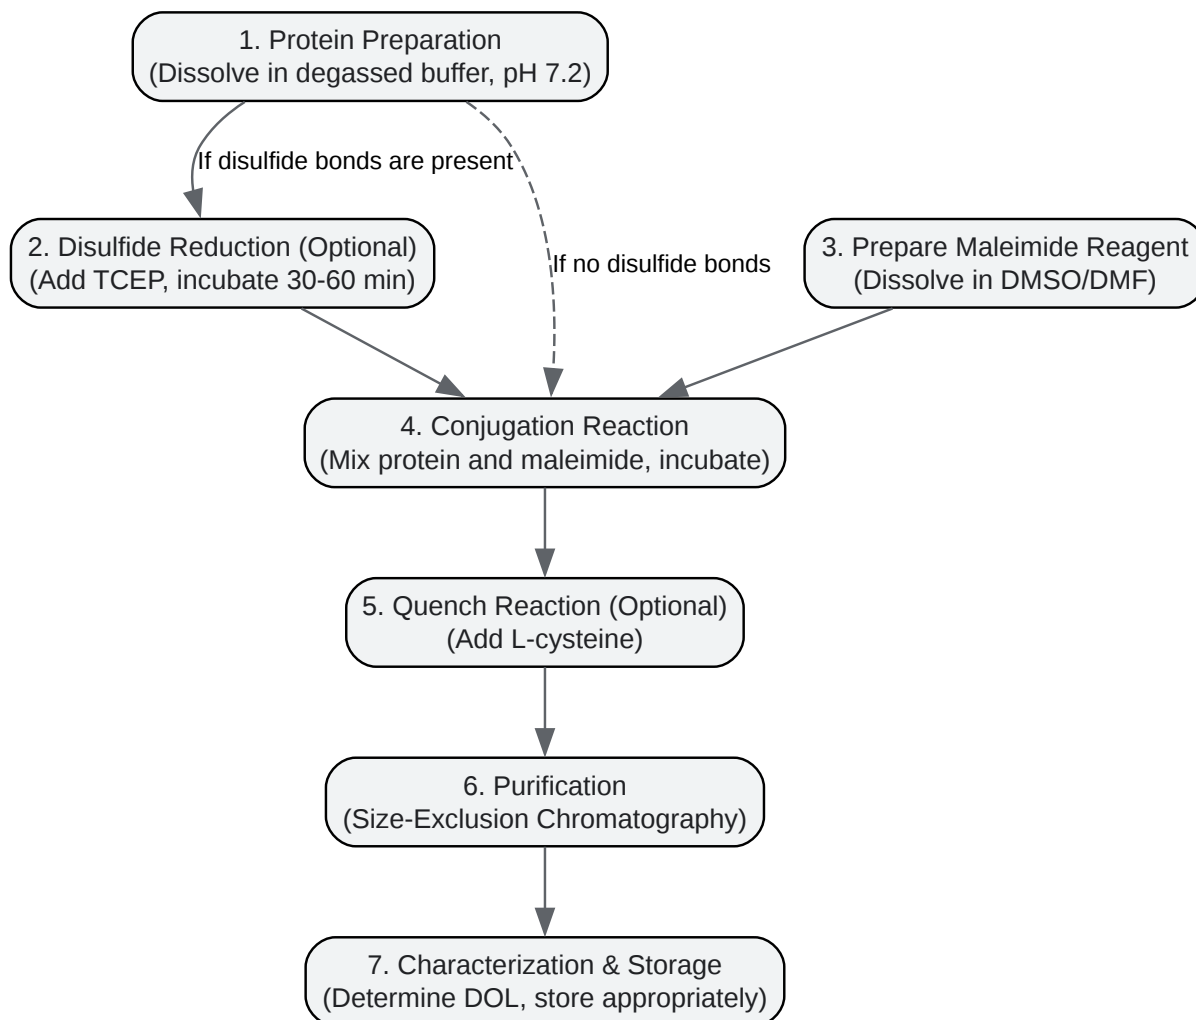 1. Protein Preparation
(Dissolve in degassed buffer, pH 7.2)
If disulfide bonds are present
2. Disulfide Reduction (Optional)
(Add TCEP, incubate 30-60 min)
If no disulfide bonds
3. Prepare Maleimide Reagent
(Dissolve in DMSO/DMF)
4. Conjugation Reaction
(Mix protein and maleimide, incubate)
5. Quench Reaction (Optional)
(Add L-cysteine)
6. Purification
(Size-Exclusion Chromatography)
7. Characterization & Storage
(Determine DOL, store appropriately)